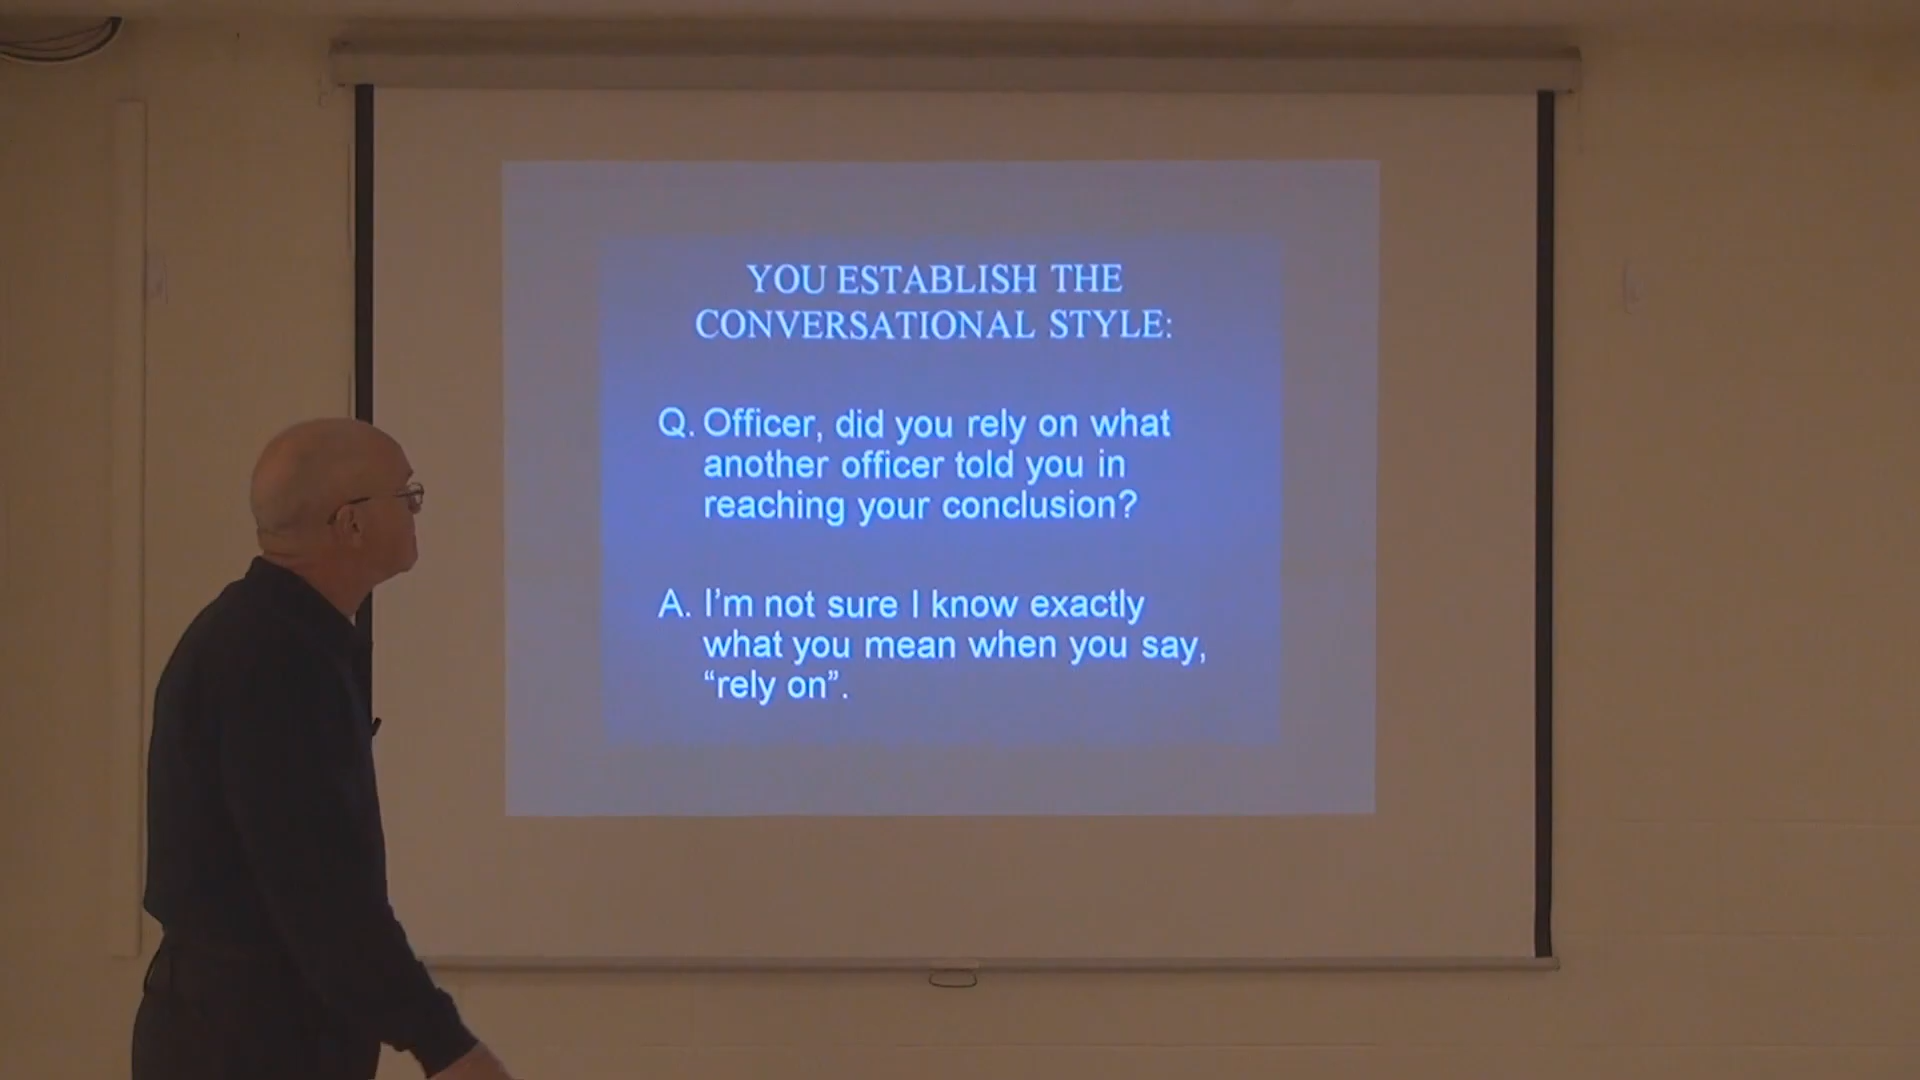 YOU ESTABLISH THE
CONVERSATIONAL STYLE:
Q. Officer, did you rely on what
another officer told you in
reaching your conclusion?
A. I'm not sure I know exactly
what you mean when you say,
“rely on”.